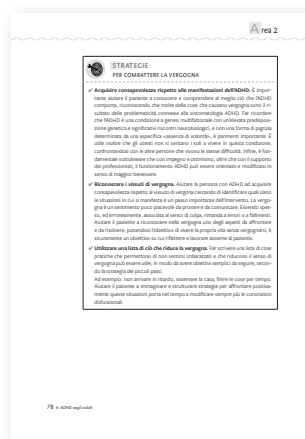 Area 2
STRATEGIE
PER COMBATTERE LA VERGOGNA
✓ Acquisire consapevolezza rispetto alle manifestazioni dell'ADHD. È impor-
tante aiutare il paziente a conoscere e comprendere al meglio ciò che l'ADHD
comporta, riconoscendo che molte delle cose che causano vergogna sono il ri-
sultato delle problematicità connesse alla sintomatologia ADHD. Far ricordare
che l'ADHD è una condizione a genesi multifattoriale con un'elevata predisposi-
zione genetica e significativi riscontri neurobiologici, e non una forma di pigrizia
determinata da una aspecifica «assenza di volontà», è parimenti importante. È
utile inoltre che gli utenti non si sentano i soli a vivere in questa condizione,
confrontandosi con le altre persone che vivono le stesse difficoltà. Infine, è fon-
damentale sottolineare che con impegno e ottimismo, oltre che con il supporto
dei professionisti, il funzionamento ADHD può essere orientato e modificato in
senso di maggior benessere.
✓ Riconoscere i vissuti di vergogna. Aiutare la persona con ADHD ad acquisire
consapevolezza rispetto al vissuto di vergogna cercando di identificare quali siano
le situazioni in cui si manifesta è un passo importante dell'intervento. La vergo-
gna è un sentimento poco piacevole da provare e da comunicare. Essendo spes-
so, ed erroneamente, associata al senso di colpa, rimanda a errori o a fallimenti.
Aiutare il paziente a riconoscere nella vergogna uno degli aspetti da affrontare
e da risolvere, ponendosi l'obiettivo di vivere la propria vita senza vergognarsi, è
sicuramente un obiettivo su cui riflettere e lavorare assieme al paziente.
✓ Utilizzare una lista di ciò che riduce la vergogna. Far scrivere una lista di cose
pratiche che permettono di non sentirsi imbarazzati e che riducono il senso di
vergogna può essere utile, in modo da avere obiettivi semplici da seguire, secon-
do la strategia dei piccoli passi.
Ad esempio: non arrivare in ritardo, sistemare la casa, finire le cose per tempo.
Aiutare il paziente a immaginare e strutturare strategie per affrontare positiva-
mente queste situazioni porta nel tempo a modificare sempre più le convinzioni
disfunzionali.
78 ♦ ADHD negli adulti